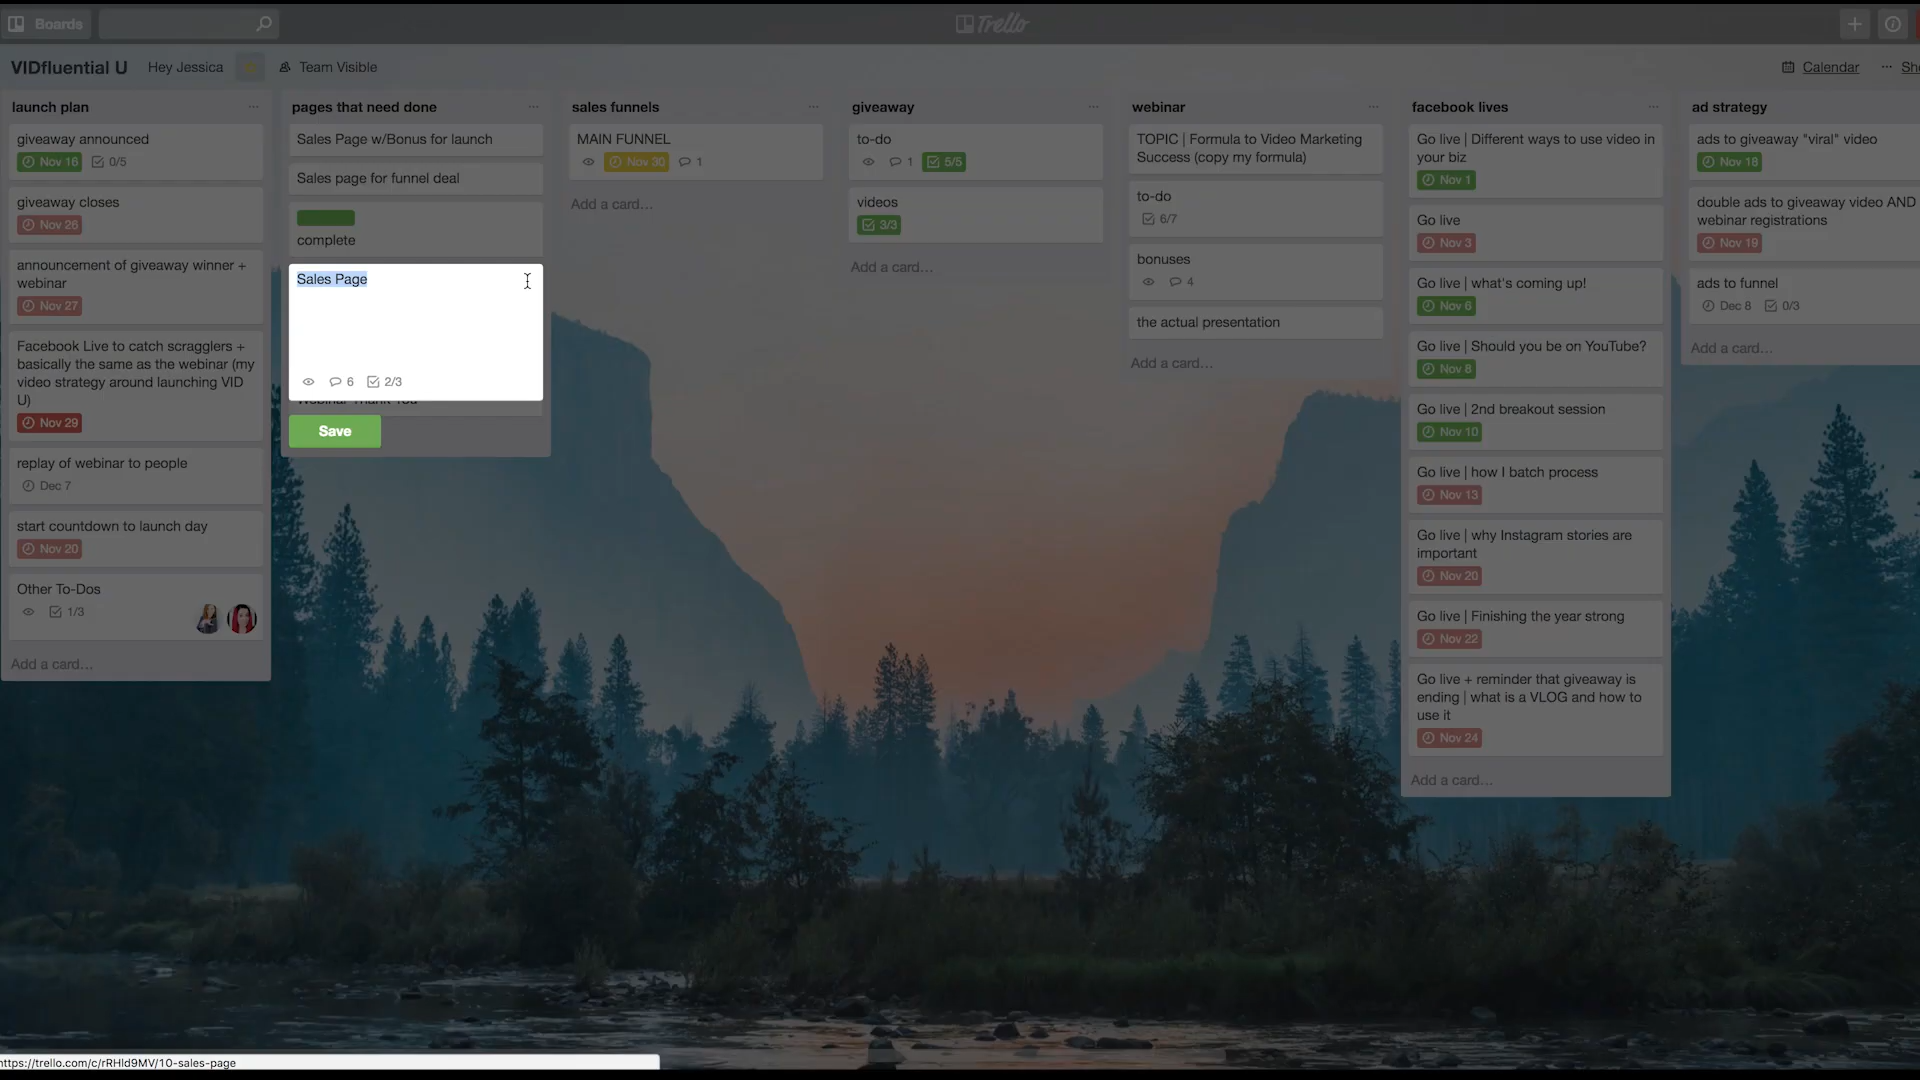 Boards
Trello
VIDfluential U
Hey Jessica
Team Visible
Calendar
launch plan
giveaway announced
Nov 16
0/5
giveaway closes
Nov 26
announcement of giveaway winner +
webinar
Nov 27
Facebook Live to catch scragglers +
basically the same as the webinar (my
video strategy around launching VID
U)
Nov 29
replay of webinar to people
Dec 7
start countdown to launch day
Nov 20
Other To-Dos
1/3
Add a card...
pages that need done
Sales Page w/Bonus for launch
Sales page for funnel deal
complete
Sales Page
6
2/3
Webinar Thank You
Save
sales funnels
MAIN FUNNEL
Nov 30
1
Add a card...
giveaway
to-do
1
5/5
videos
3/3
Add a card...
webinar
TOPIC | Formula to Video Marketing
Success (copy my formula)
to-do
6/7
bonuses
4
the actual presentation
Add a card...
facebook lives
Go live | Different ways to use video in
your biz
Nov 1
Go live
Nov 3
Go live | what's coming up!
Nov 6
Go live | Should you be on YouTube?
Nov 8
Go live | 2nd breakout session
Nov 10
Go live | how I batch process
Nov 13
Go live | why Instagram stories are
important
Nov 20
Go live | Finishing the year strong
Nov 22
Go live + reminder that giveaway is
ending | what is a VLOG and how to
use it
Nov 24
Add a card...
ad strategy
ads to giveaway "viral" video
Nov 18
double ads to giveaway video AND
webinar registrations
Nov 19
ads to funnel
Dec 8
0/3
Add a card...
https://trello.com/c/rRHld9MV/10-sales-page